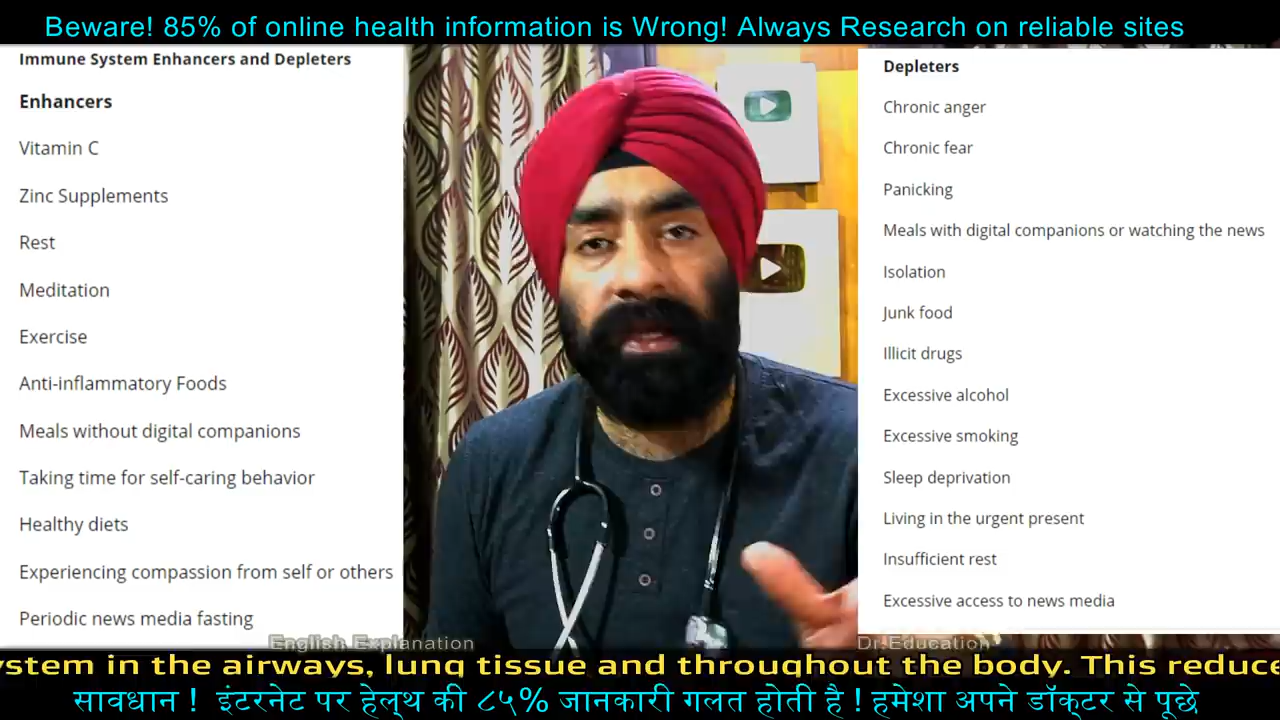 Beware! 85% of online health information is Wrong! Always Research on reliable sites
Immune System Enhancers and Depleters
Enhancers
Vitamin C
Zinc Supplements
Rest
Meditation
Exercise
Anti-inflammatory Foods
Meals without digital companions
Taking time for self-caring behavior
Healthy diets
Experiencing compassion from self or others
Periodic news media fasting
Depleters
Chronic anger
Chronic fear
Panicking
Meals with digital companions or watching the news
Isolation
Junk food
Illicit drugs
Excessive alcohol
Excessive smoking
Sleep deprivation
Living in the urgent present
Insufficient rest
Excessive access to news media
English Explanation
Dr.Education
ystem in the airways, lung tissue and throughout the body. This reduce
सावधान ! इंटरनेट पर हेल्थ की ८५% जानकारी गलत होती है ! हमेशा अपने डॉक्टर से पूछे